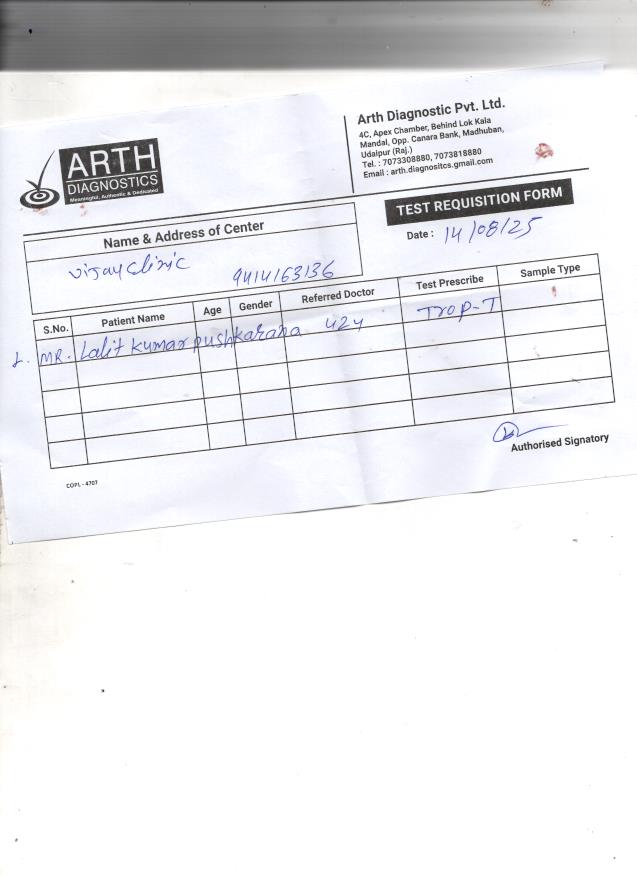 ARTH
DIAGNOSTICS
Meaningful, Authentic & Dedicated
Arth Diagnostic Pvt. Ltd.
4C, Apex Chamber, Behind Lok Kala
Mandal, Opp. Canara Bank, Madhuban,
Udaipur (Raj.)
Tel. : 7073308880, 7073818880
Email : arth.diagnositcs.gmail.com
TEST REQUISITION FORM
Date : 14/08/25
Name & Address of Center
Vijay Clinic
9414163136
S.No. Patient Name Age Gender Referred Doctor Test Prescribe Sample Type
1. MR. Lalit Kumar pushkarana 42y Trop-T
Authorised Signatory
COPL - 4707